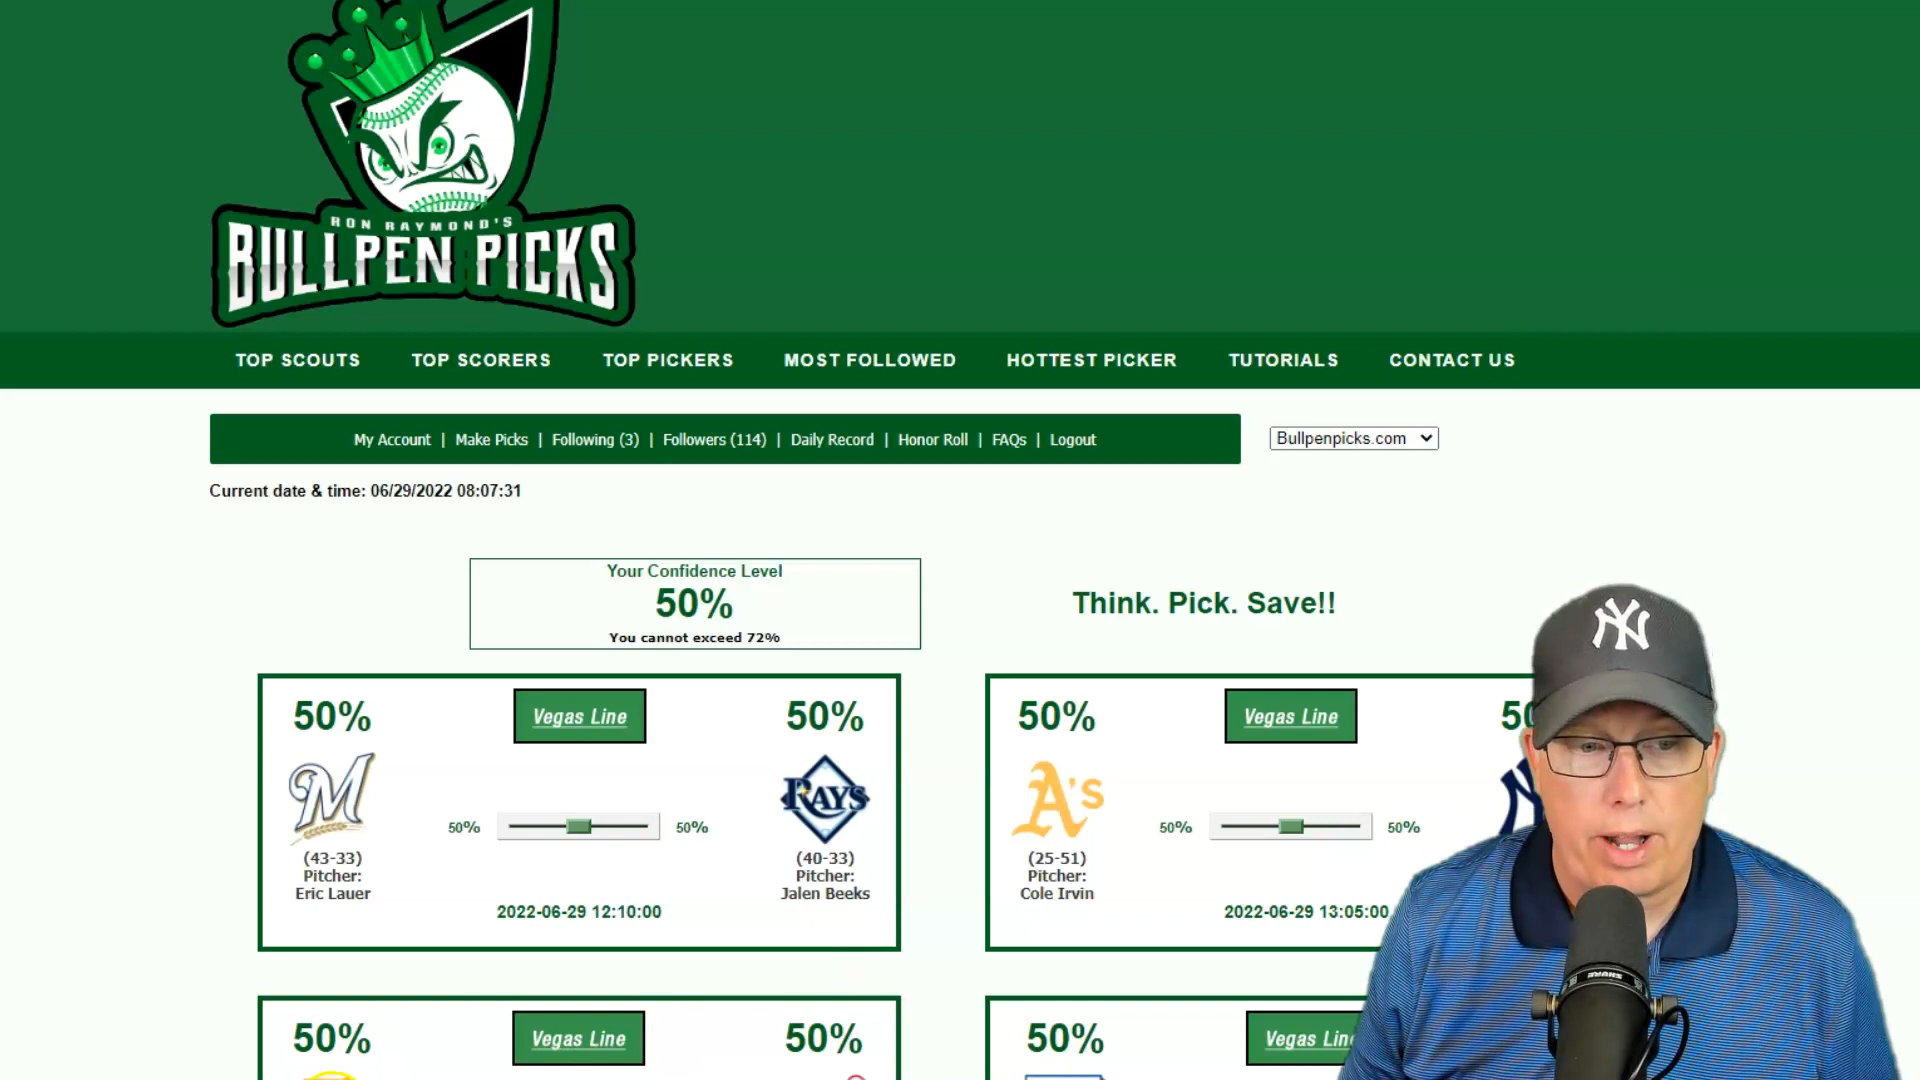 RON RAYMOND'S
BULLPEN PICKS
TOP SCOUTS TOP SCORERS TOP PICKERS MOST FOLLOWED HOTTEST PICKER TUTORIALS CONTACT US
My Account | Make Picks | Following (3) | Followers (114) | Daily Record | Honor Roll | FAQs | Logout
Bullpenpicks.com
Current date & time: 06/29/2022 08:07:31
Your Confidence Level
50%
You cannot exceed 72%
Think. Pick. Save!!
50% Vegas Line 50%
M RAYS
50% 50%
(43-33) (40-33)
Pitcher: Pitcher:
Eric Lauer Jalen Beeks
2022-06-29 12:10:00
50% Vegas Line
A's
50% 50%
(25-51)
Pitcher:
Cole Irvin
2022-06-29 13:05:00
NY
SHURE
50% Vegas Line 50%
50% Vegas Line